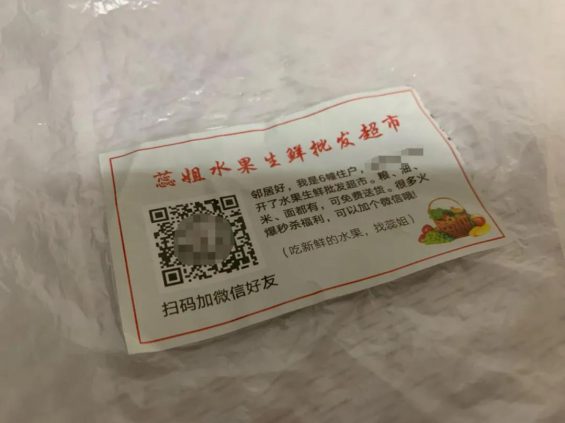 蕊姐水果生鲜批发超市
邻居好，我是6幢住户，
开了水果生鲜批发超市。粮、油、
米、面都有，可免费送货。很多火
爆秒杀福利，可以加个微信哦!
（吃新鲜的水果，找蕊姐）
扫码加微信好友